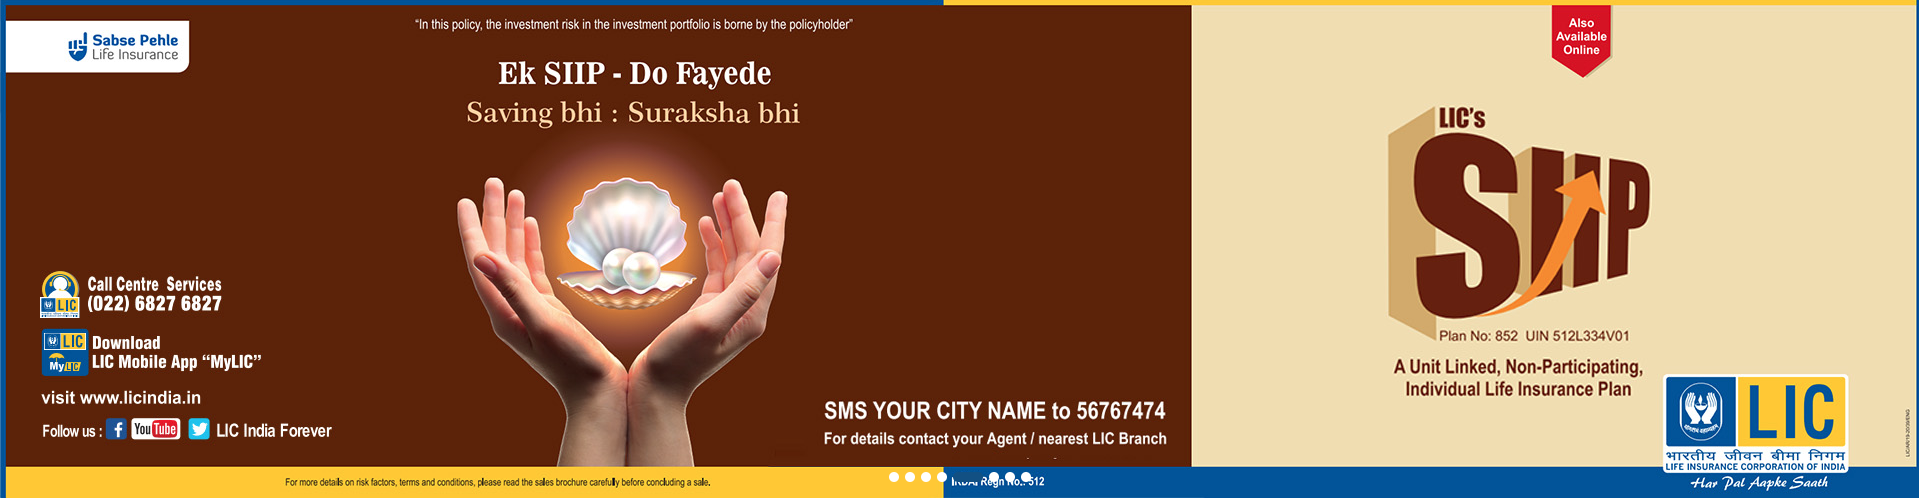 "In this policy, the investment risk in the investment portfolio is borne by the policyholder"
Sabse Pehle
Life Insurance
Ek SIIP - Do Fayede
Saving bhi : Suraksha bhi
Call Centre Services
(022) 6827 6827
LIC
LIC
MyLIC
Download
LIC Mobile App "MyLIC"
visit www.licindia.in
Follow us : f YouTube LIC India Forever
SMS YOUR CITY NAME to 56767474
For details contact your Agent / nearest LIC Branch
For more details on risk factors, terms and conditions, please read the sales brochure carefully before concluding a sale.
Regn No.: 512
Also
Available
Online
LIC's
SIIP
Plan No: 852 UIN 512L334V01
A Unit Linked, Non-Participating,
Individual Life Insurance Plan
LIC
भारतीय जीवन बीमा निगम
LIFE INSURANCE CORPORATION OF INDIA
Har Pal Aapke Saath